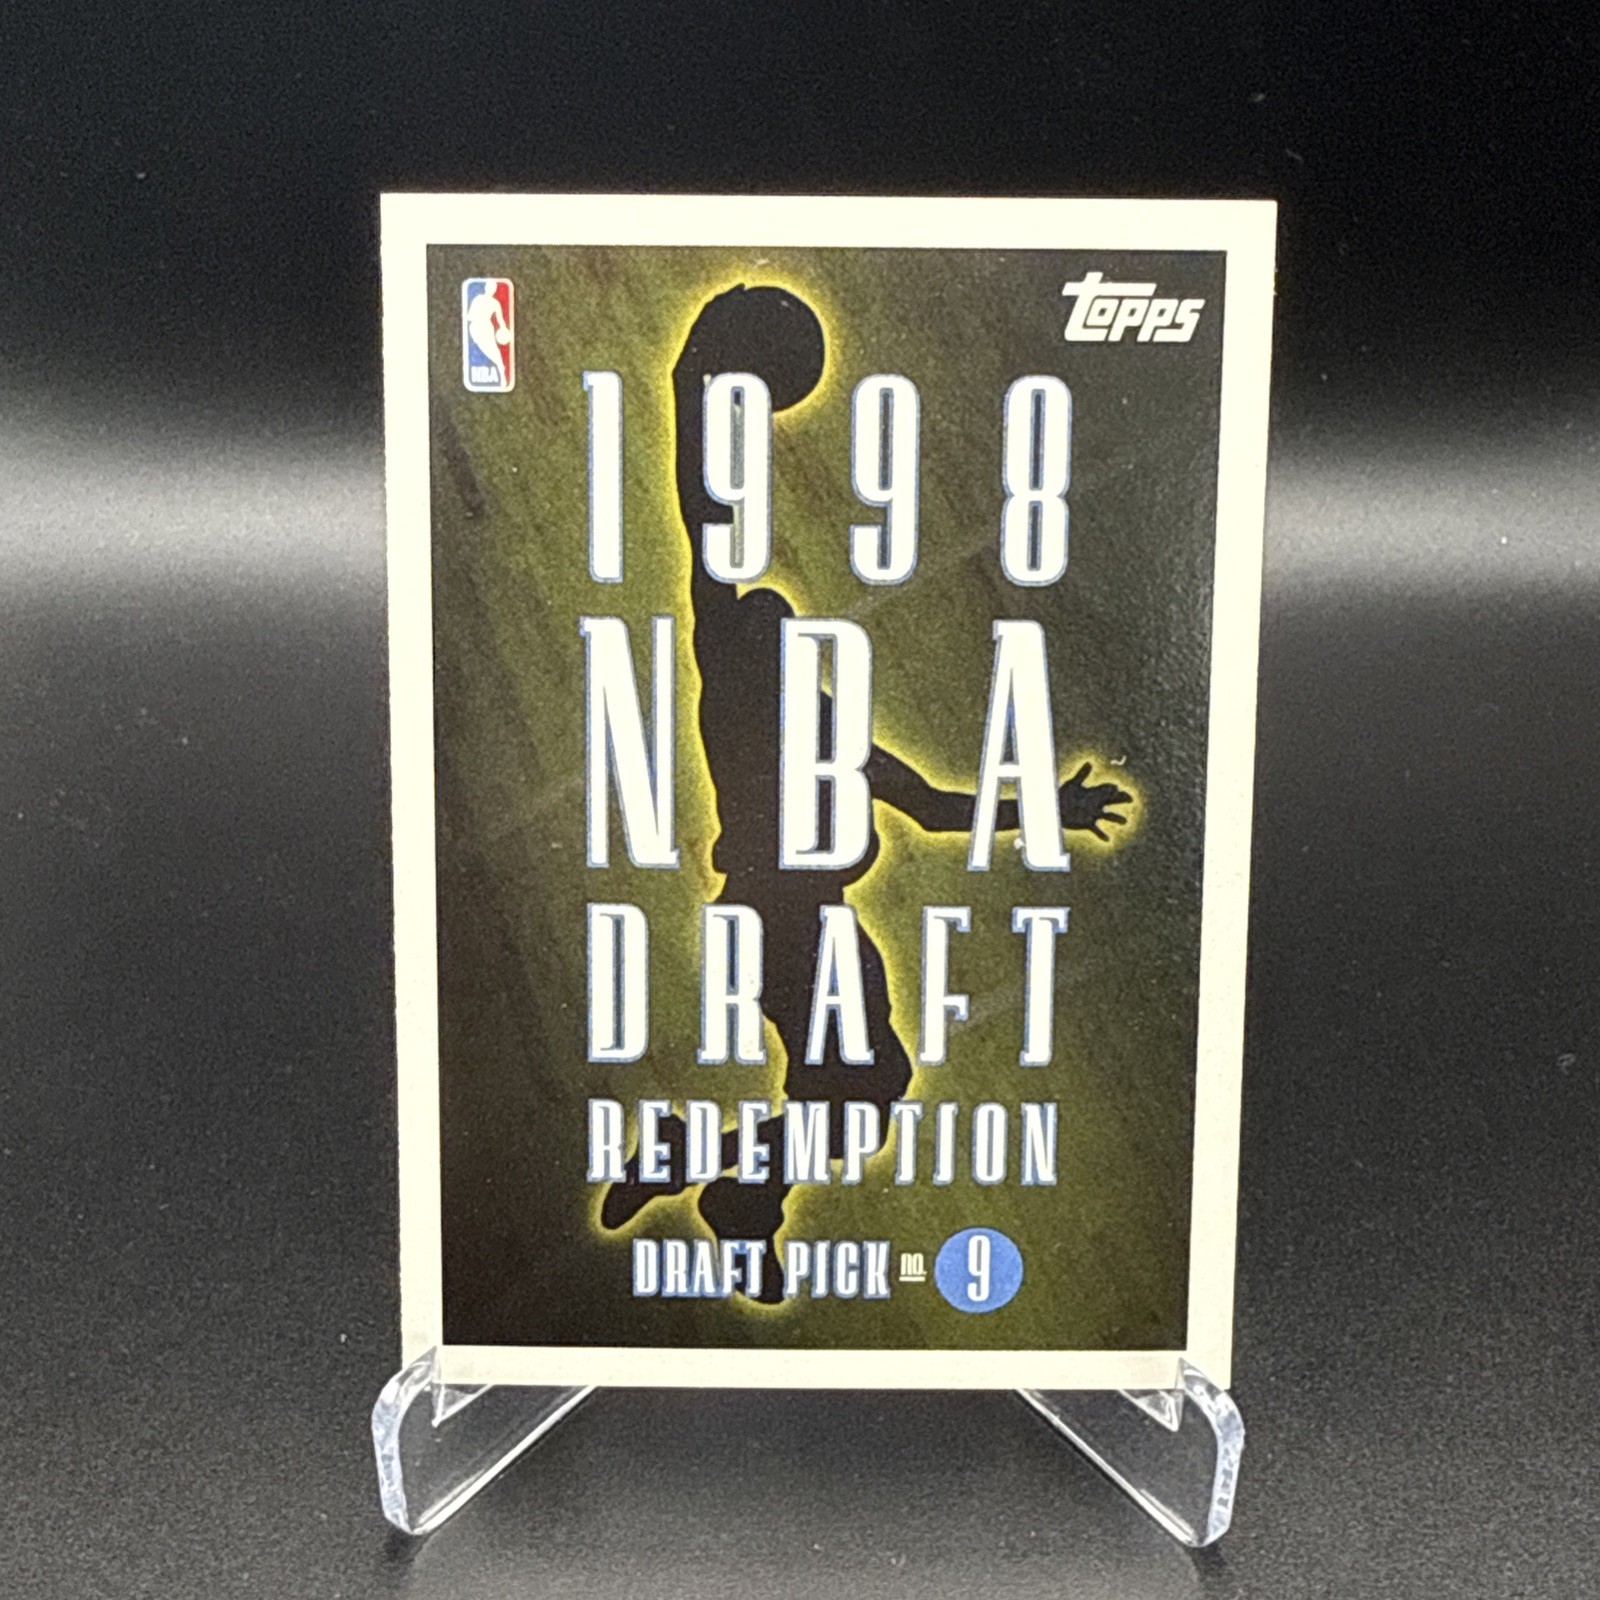 NBA
Topps
1998
NBA
DRAFT
REDEMPTION
DRAFT PICK no. 9